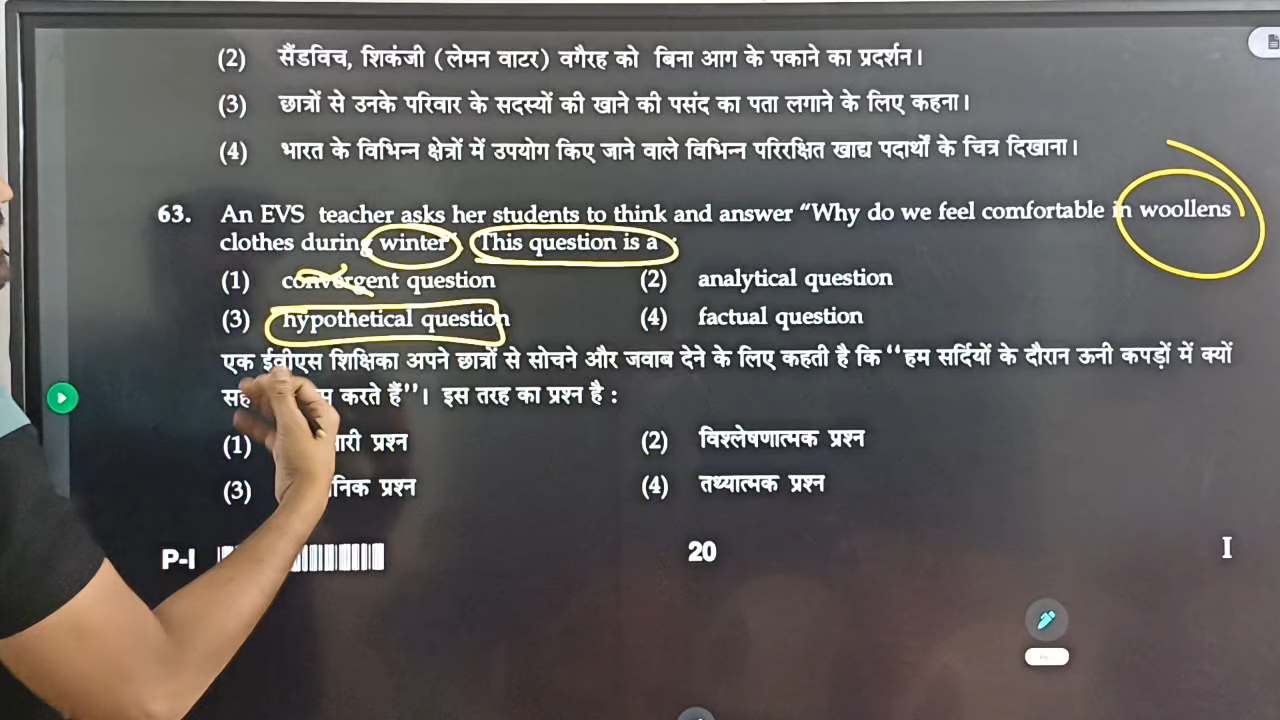 (2) सैंडविच, शिकंजी (लेमन वाटर) वगैरह को बिना आग के पकाने का प्रदर्शन।
(3) छात्रों से उनके परिवार के सदस्यों की खाने की पसंद का पता लगाने के लिए कहना।
(4) भारत के विभिन्न क्षेत्रों में उपयोग किए जाने वाले विभिन्न परिरक्षित खाद्य पदार्थों के चित्र दिखाना।
63. An EVS teacher asks her students to think and answer “Why do we feel comfortable in woollens
clothes during winter” This question is a
(1) convergent question (2) analytical question
(3) hypothetical question (4) factual question
एक ईवीएस शिक्षिका अपने छात्रों से सोचने और जवाब देने के लिए कहती है कि ‘‘हम सर्दियों के दौरान ऊनी कपड़ों में क्यों
करते हैं’’। इस तरह का प्रश्न है :
(1) प्रश्न (2) विश्लेषणात्मक प्रश्न
(3) प्रश्न (4) तथ्यात्मक प्रश्न
P-I 20 I